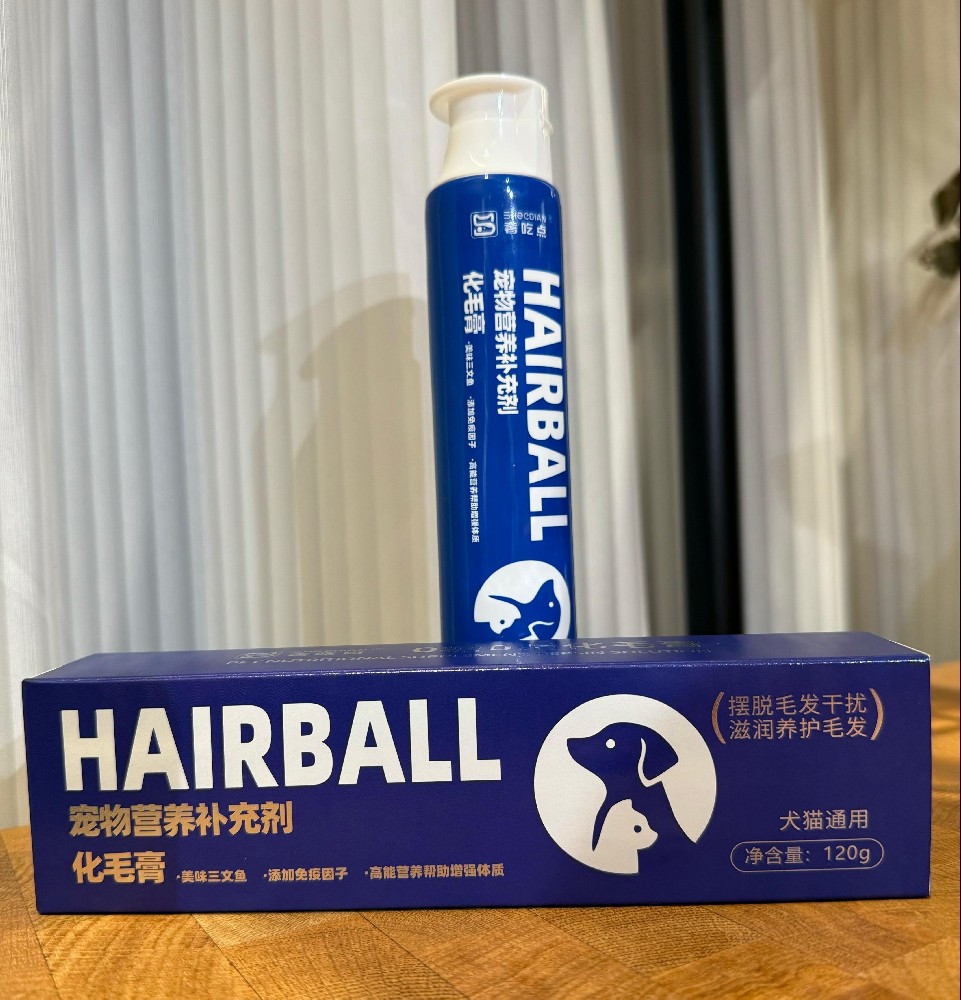 奢吃点
HAIRBALL
宠物营养补充剂
化毛膏 ·美味三文鱼 ·添加免疫因子 ·高能营养帮助增强体质
HAIRBALL
宠物营养补充剂
化毛膏 ·美味三文鱼 ·添加免疫因子 ·高能营养帮助增强体质
(摆脱毛发干扰
滋润养护毛发)
犬猫通用
净含量：120g